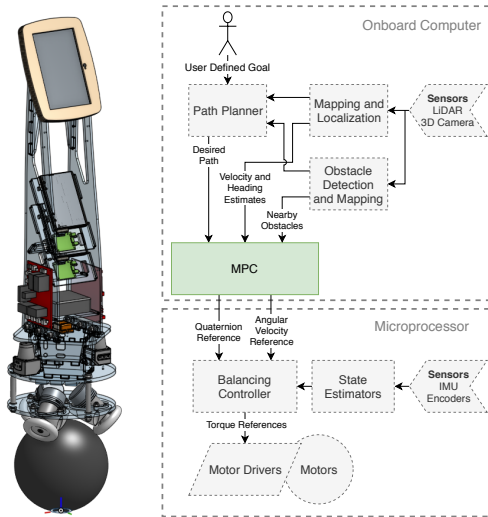 Onboard Computer
User Defined Goal
Path Planner
Mapping and
Localization
Sensors
LiDAR
3D Camera
Desired
Path
Velocity and
Heading
Estimates
Obstacle
Detection
and Mapping
Nearby
Obstacles
MPC
Quaternion
Reference
Angular
Velocity
Reference
Microprocessor
Balancing
Controller
State
Estimators
Sensors
IMU
Encoders
Torque References
Motor Drivers
Motors